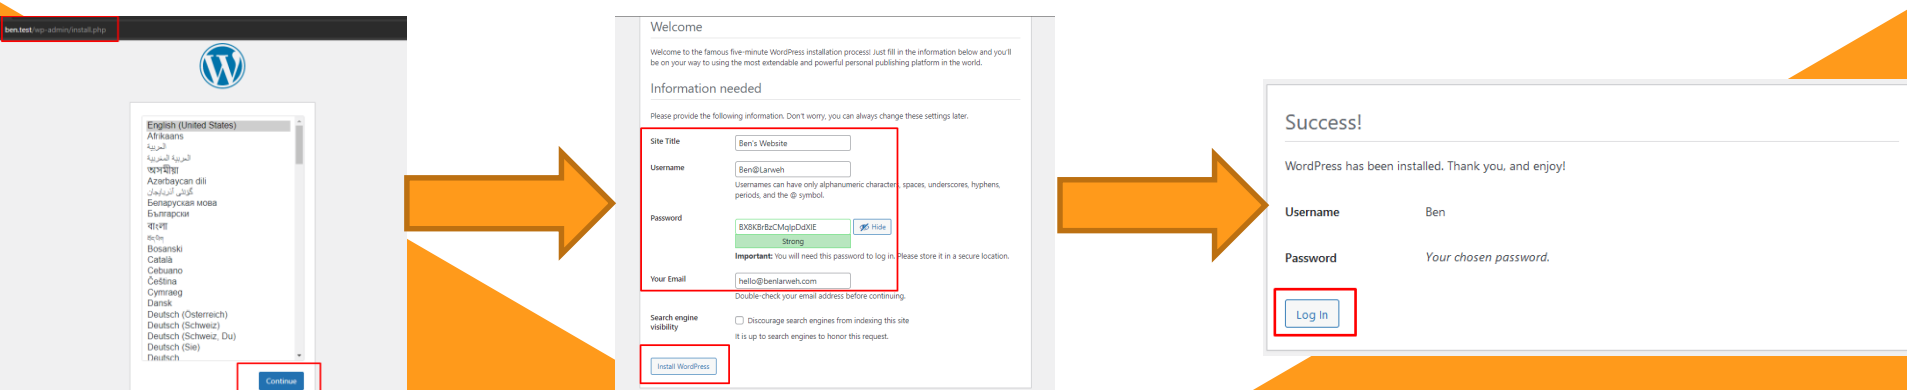 ben.test/wp-admin/install.php
English (United States)
Afrikaans
العربية
العربية المغربية
অসমীয়া
Azərbaycan dili
گؤنئی آذربایجان
Беларуская мова
Български
বাংলা
Bosanski
Català
Cebuano
Čeština
Cymraeg
Dansk
Deutsch (Österreich)
Deutsch (Schweiz)
Deutsch (Schweiz, Du)
Deutsch (Sie)
Deutsch
Continue
Welcome
Welcome to the famous five-minute WordPress installation process! Just fill in the information below and you'll
be on your way to using the most extendable and powerful personal publishing platform in the world.
Information needed
Please provide the following information. Don't worry, you can always change these settings later.
Site Title
Ben's Website
Username
Ben@Larweh
Usernames can have only alphanumeric characters, spaces, underscores, hyphens,
periods, and the @ symbol.
Password
Hide
Strong
Important: You will need this password to log in. Please store it in a secure location.
Your Email
hello@benlarweh.com
Double-check your email address before continuing.
Search engine
visibility
Discourage search engines from indexing this site
It is up to search engines to honor this request.
Install WordPress
Success!
WordPress has been installed. Thank you, and enjoy!
Username
Ben
Password
Your chosen password.
Log In